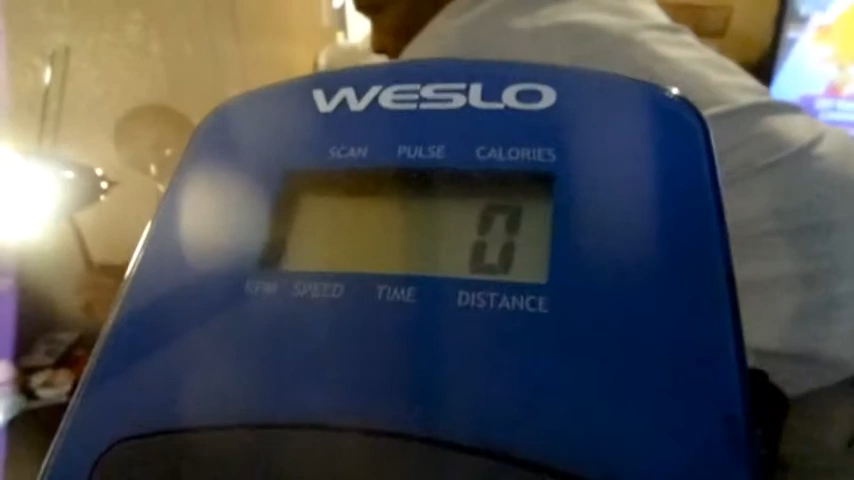 WESLO
SCAN PULSE CALORIES
0
RPM SPEED TIME DISTANCE